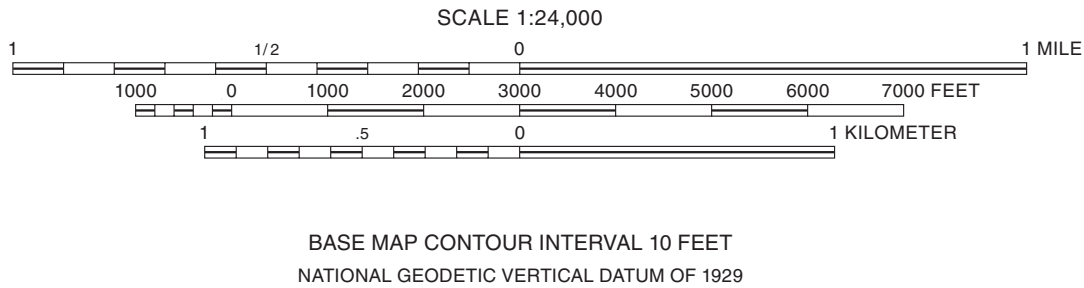 SCALE 1:24,000
1 1/2 0 1 MILE
1000 0 1000 2000 3000 4000 5000 6000 7000 FEET
1 .5 0 1 KILOMETER
BASE MAP CONTOUR INTERVAL 10 FEET
NATIONAL GEODETIC VERTICAL DATUM OF 1929